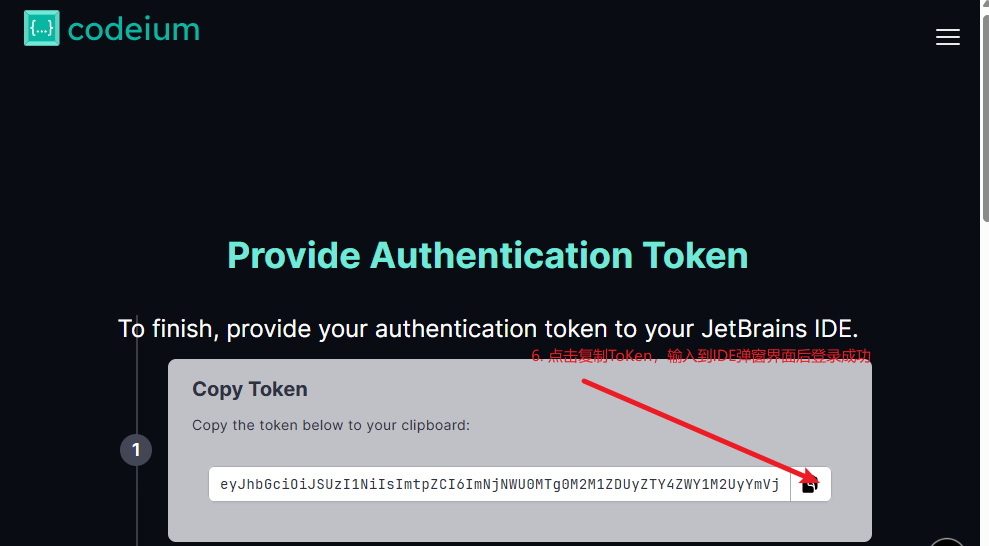 {...} codeium
Provide Authentication Token
To finish, provide your authentication token to your JetBrains IDE.
6. 点击复制ToKen，输入到IDE弹窗界面后登录成功
Copy Token
Copy the token below to your clipboard:
1
eyJhbGciOiJSUzI1NiIsImtpZCI6ImNjNWU0MTg0M2M1ZDUyZTY4ZWY1M2UyYmVj